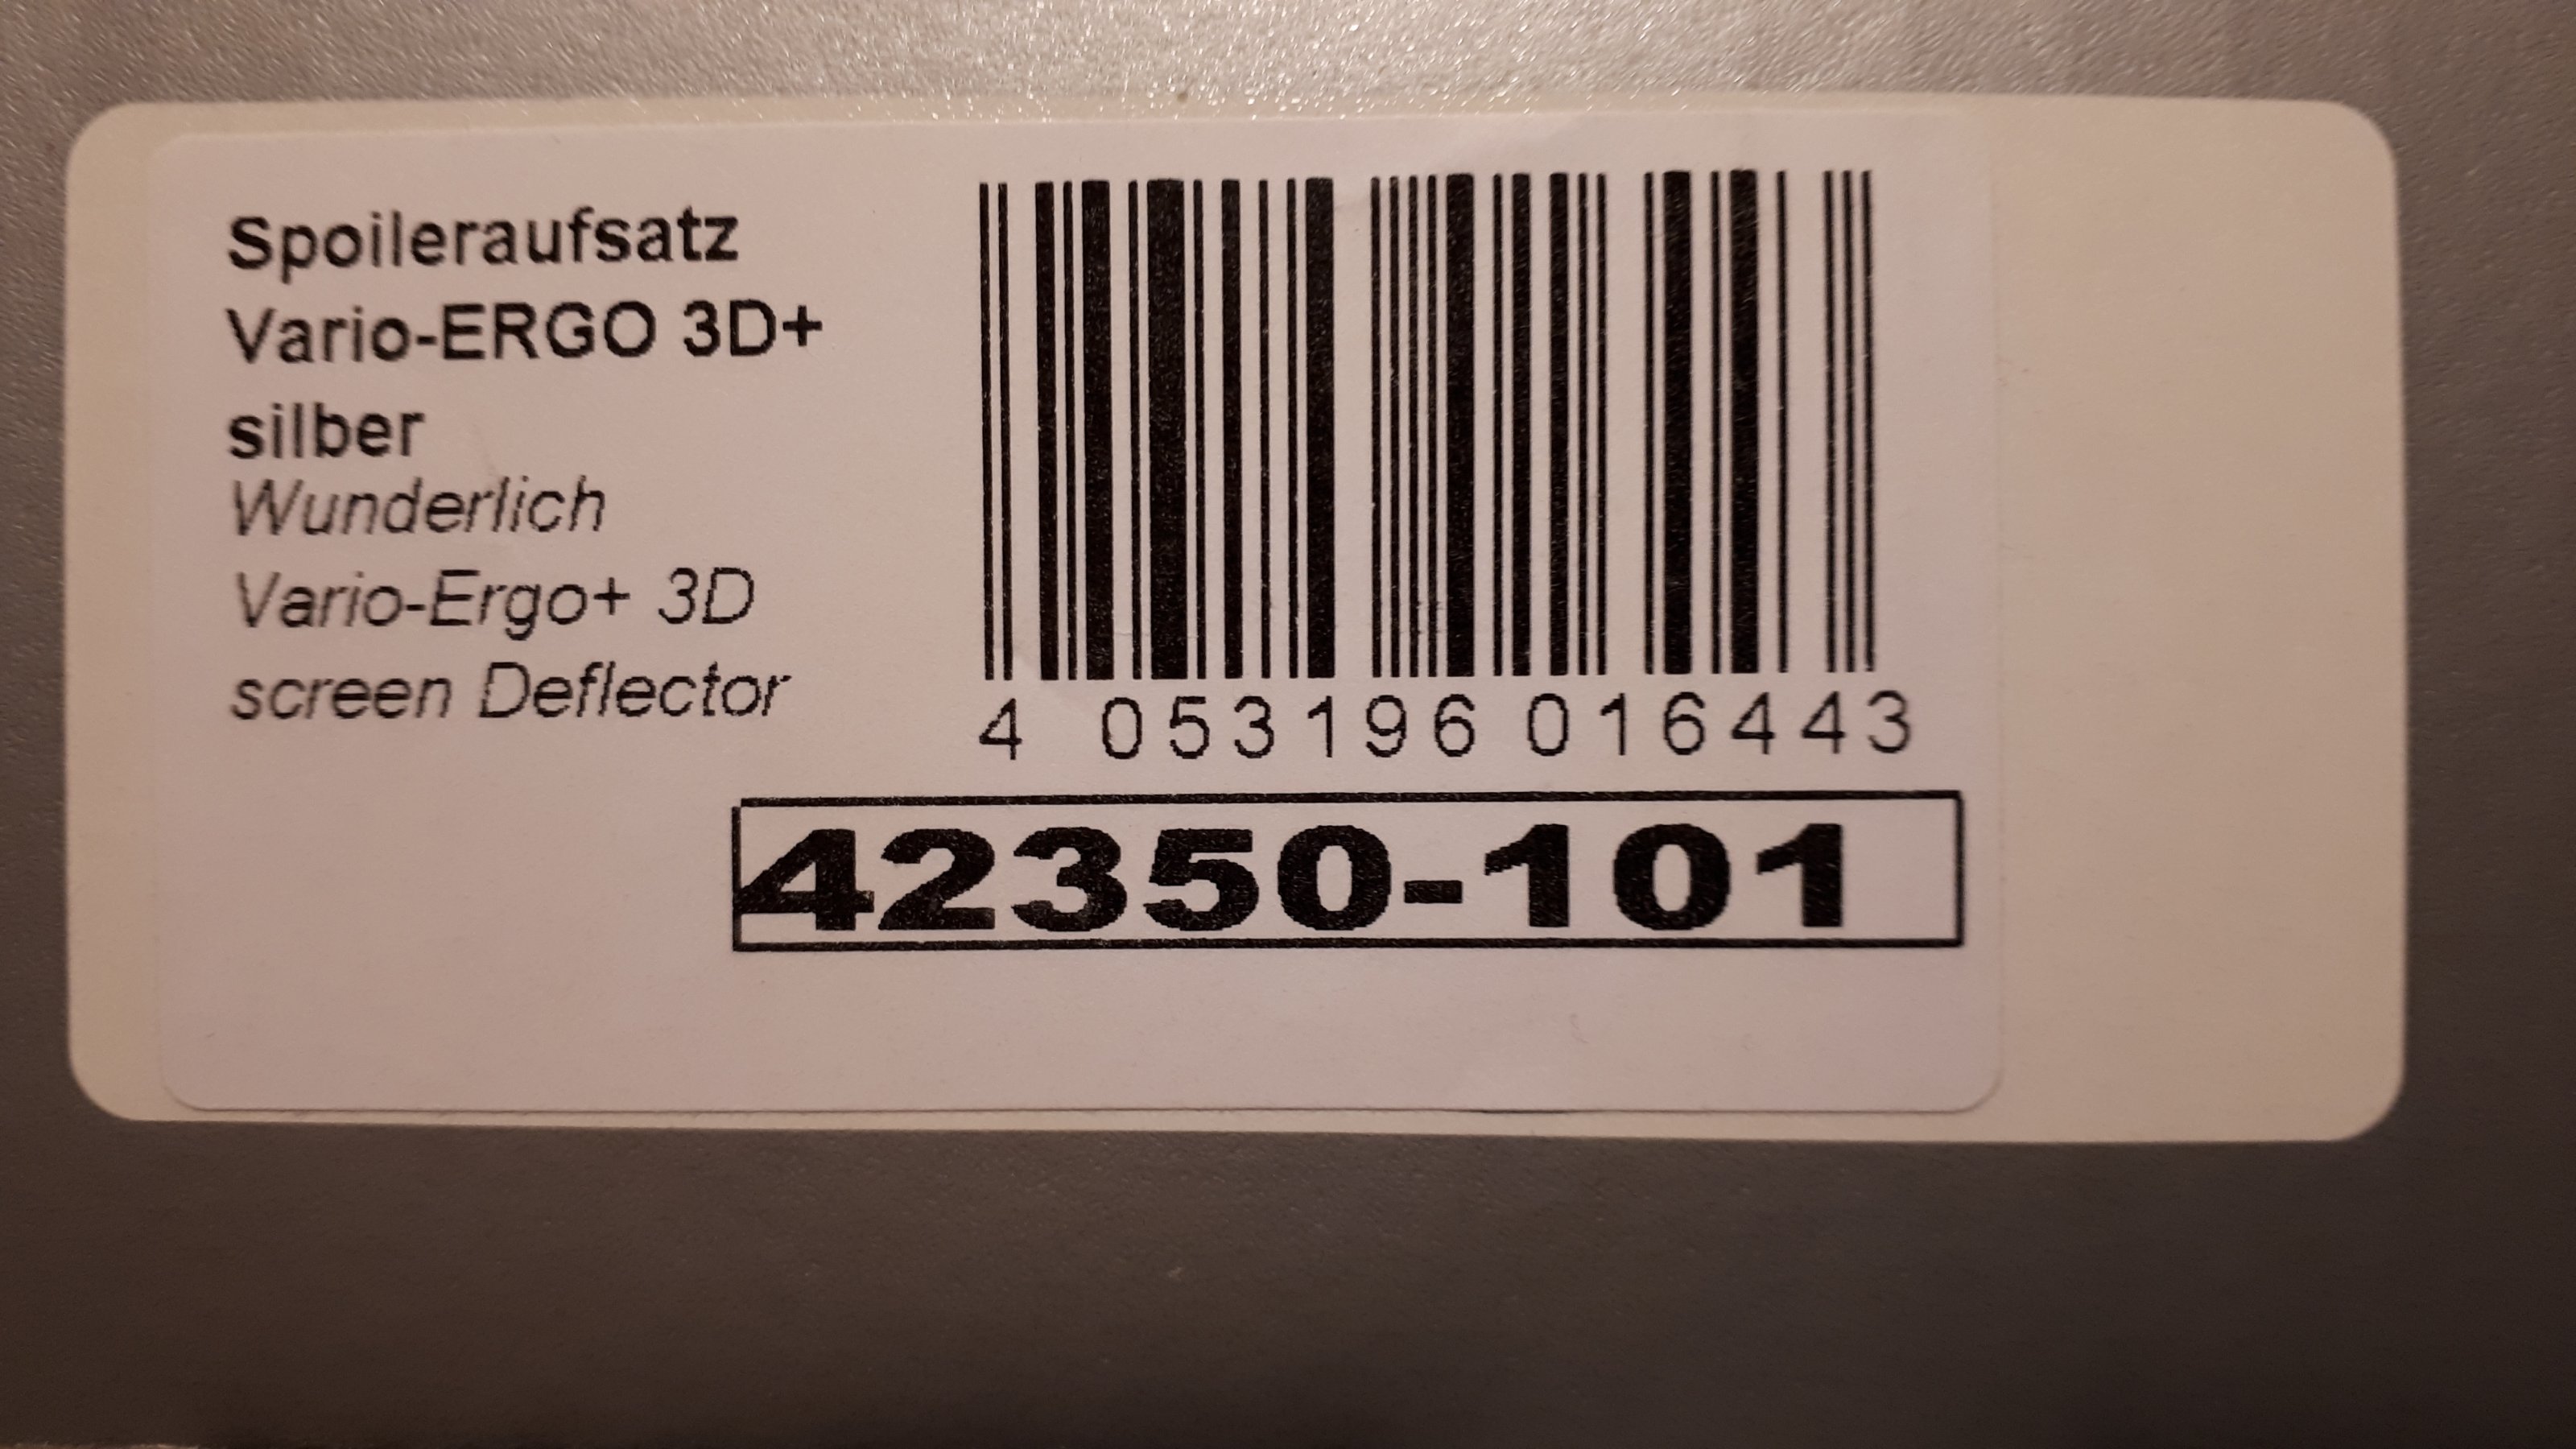 Spoileraufsatz
Vario-ERGO 3D+
silber
Wunderlich
Vario-Ergo+ 3D
screen Deflector
4 053196 016443
42350-101